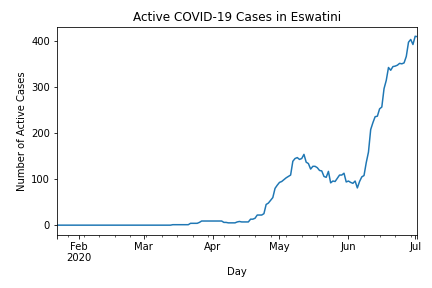 Active COVID-19 Cases in Eswatini
Number of Active Cases
400
300
200
100
0
Feb Mar Apr May Jun Jul
2020
Day